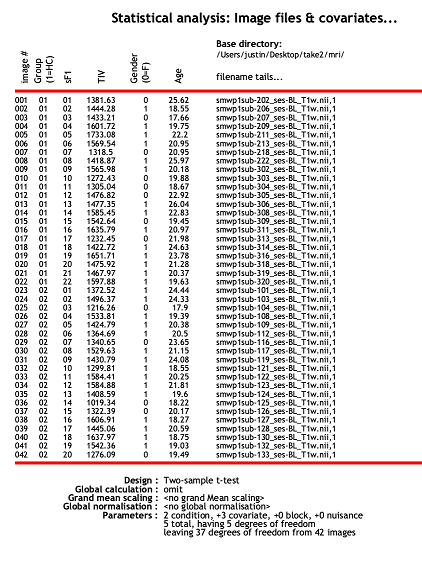 Statistical analysis: Image files & covariates...
image #
Group (1=HC)
sF1
TIV
Gender (0=F)
Age
Base directory:
/Users/justin/Desktop/take2/mri/
filename tails...
001 01 01 1381.63 0 25.62 smwp1sub-202_ses-BL_T1w.nii,1
002 01 02 1444.28 1 18.55 smwp1sub-206_ses-BL_T1w.nii,1
003 01 03 1433.21 0 17.66 smwp1sub-207_ses-BL_T1w.nii,1
004 01 04 1601.72 1 19.75 smwp1sub-209_ses-BL_T1w.nii,1
005 01 05 1733.08 1 22.2 smwp1sub-211_ses-BL_T1w.nii,1
006 01 06 1569.54 1 20.95 smwp1sub-213_ses-BL_T1w.nii,1
007 01 07 1318.5 0 20.95 smwp1sub-218_ses-BL_T1w.nii,1
008 01 08 1418.87 1 25.97 smwp1sub-222_ses-BL_T1w.nii,1
009 01 09 1565.98 1 20.18 smwp1sub-302_ses-BL_T1w.nii,1
010 01 10 1272.43 0 19.88 smwp1sub-303_ses-BL_T1w.nii,1
011 01 11 1305.04 0 18.67 smwp1sub-304_ses-BL_T1w.nii,1
012 01 12 1476.82 0 22.92 smwp1sub-305_ses-BL_T1w.nii,1
013 01 13 1477.35 1 26.04 smwp1sub-306_ses-BL_T1w.nii,1
014 01 14 1585.45 1 22.83 smwp1sub-308_ses-BL_T1w.nii,1
015 01 15 1542.64 0 19.45 smwp1sub-309_ses-BL_T1w.nii,1
016 01 16 1635.79 1 20.97 smwp1sub-311_ses-BL_T1w.nii,1
017 01 17 1232.45 0 21.98 smwp1sub-313_ses-BL_T1w.nii,1
018 01 18 1422.72 1 24.63 smwp1sub-314_ses-BL_T1w.nii,1
019 01 19 1651.71 1 23.78 smwp1sub-316_ses-BL_T1w.nii,1
020 01 20 1475.92 1 21.28 smwp1sub-318_ses-BL_T1w.nii,1
021 01 21 1467.97 1 20.37 smwp1sub-319_ses-BL_T1w.nii,1
022 01 22 1597.88 1 19.63 smwp1sub-320_ses-BL_T1w.nii,1
023 02 01 1372.52 1 24.44 smwp1sub-101_ses-BL_T1w.nii,1
024 02 02 1496.37 1 24.33 smwp1sub-103_ses-BL_T1w.nii,1
025 02 03 1216.26 0 17.9 smwp1sub-104_ses-BL_T1w.nii,1
026 02 04 1533.81 1 19.39 smwp1sub-108_ses-BL_T1w.nii,1
027 02 05 1424.79 1 20.38 smwp1sub-109_ses-BL_T1w.nii,1
028 02 06 1364.69 1 20.5 smwp1sub-112_ses-BL_T1w.nii,1
029 02 07 1340.65 0 23.65 smwp1sub-116_ses-BL_T1w.nii,1
030 02 08 1529.63 1 21.15 smwp1sub-117_ses-BL_T1w.nii,1
031 02 09 1430.79 1 24.08 smwp1sub-119_ses-BL_T1w.nii,1
032 02 10 1299.81 1 18.55 smwp1sub-121_ses-BL_T1w.nii,1
033 02 11 1584.41 1 20.25 smwp1sub-122_ses-BL_T1w.nii,1
034 02 12 1584.88 1 21.81 smwp1sub-123_ses-BL_T1w.nii,1
035 02 13 1408.59 1 19.6 smwp1sub-124_ses-BL_T1w.nii,1
036 02 14 1019.34 0 18.22 smwp1sub-125_ses-BL_T1w.nii,1
037 02 15 1322.39 0 20.17 smwp1sub-126_ses-BL_T1w.nii,1
038 02 16 1606.91 1 18.27 smwp1sub-127_ses-BL_T1w.nii,1
039 02 17 1445.06 1 20.59 smwp1sub-128_ses-BL_T1w.nii,1
040 02 18 1637.97 1 18.75 smwp1sub-130_ses-BL_T1w.nii,1
041 02 19 1542.36 1 19.03 smwp1sub-132_ses-BL_T1w.nii,1
042 02 20 1276.09 0 19.49 smwp1sub-133_ses-BL_T1w.nii,1
Design : Two-sample t-test
Global calculation : omit
Grand mean scaling : <no grand Mean scaling>
Global normalisation : <no global normalisation>
Parameters : 2 condition, +3 covariate, +0 block, +0 nuisance
5 total, having 5 degrees of freedom
leaving 37 degrees of freedom from 42 images